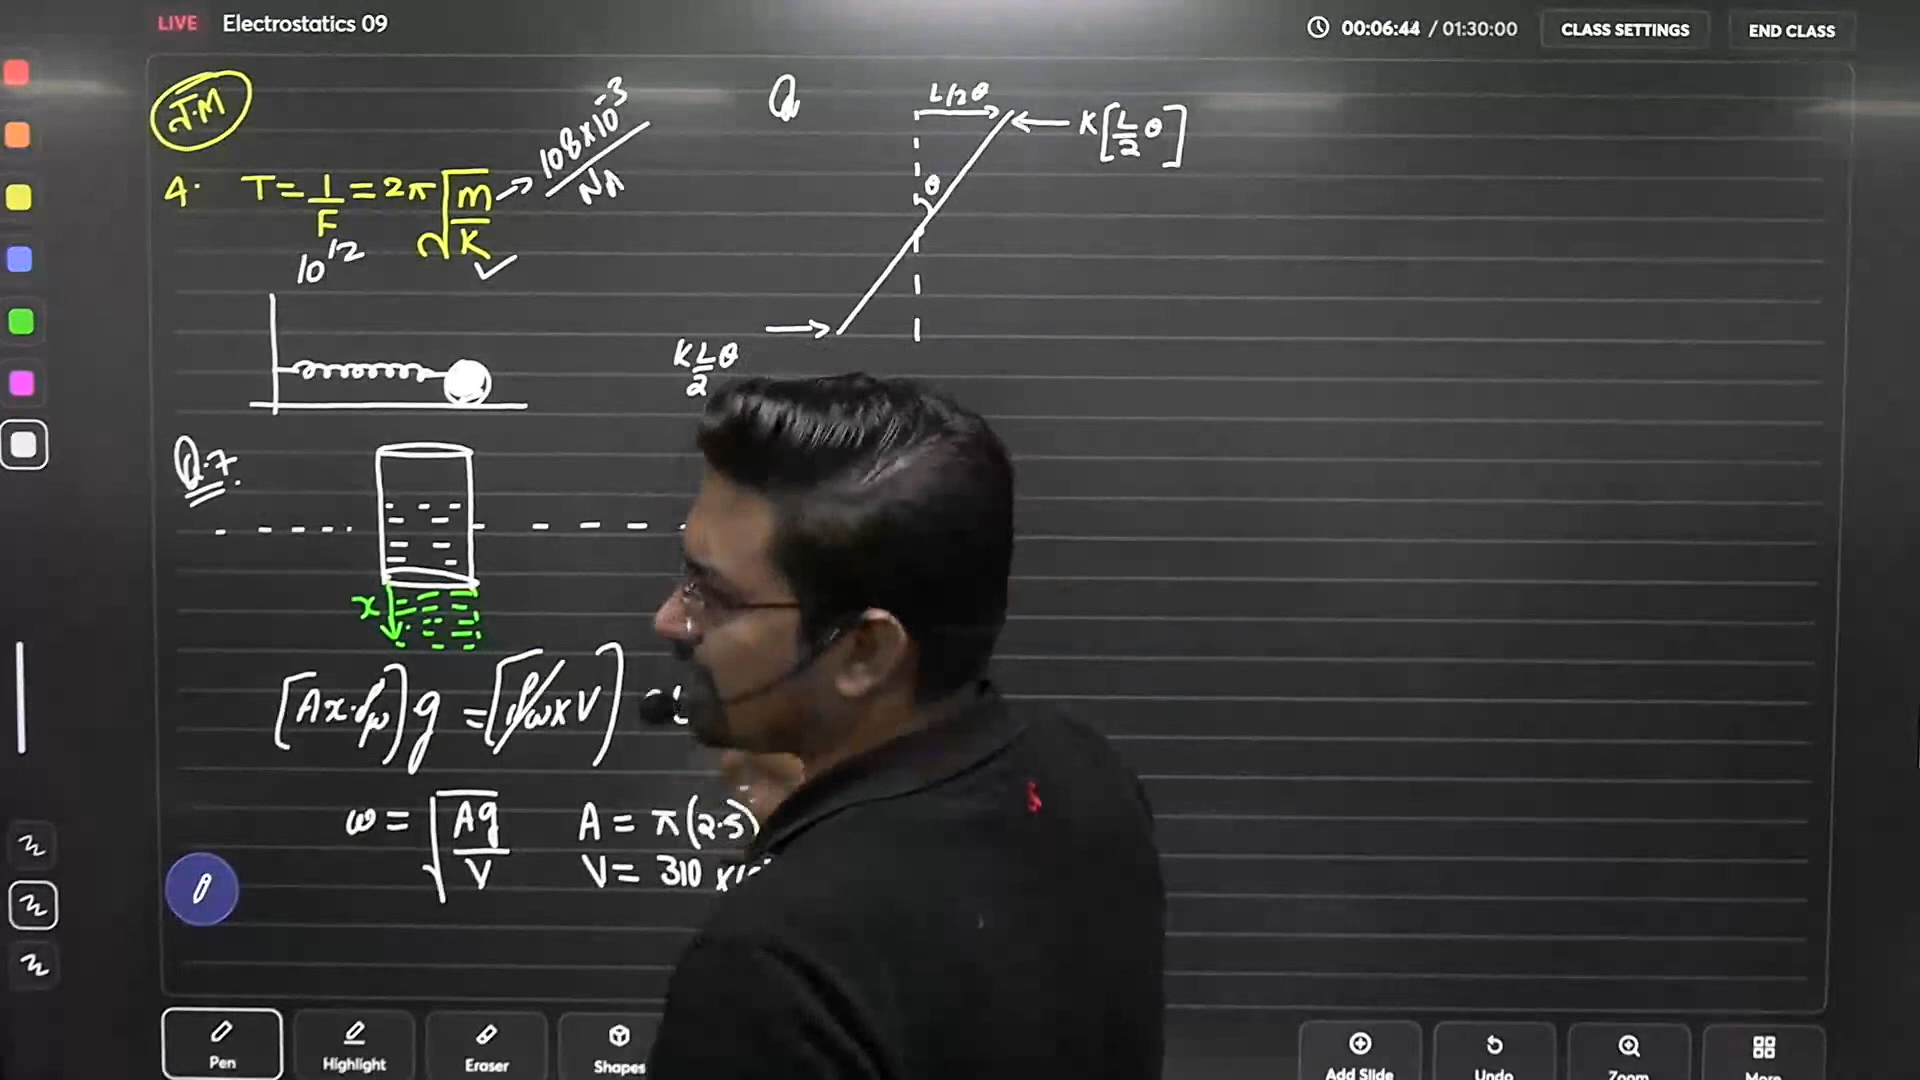 LIVE Electrostatics 09
00:06:44 / 01:30:00 CLASS SETTINGS END CLASS
J.M
4. T = 1/F = 2π √(m/K) → 108×10⁻³/NA
10¹²
Q
L/2 θ
K[L/2 θ]
θ
K L/2 θ
Q.7.
x
[Ax·ρw]g = [ρw×V]
ω = √(Ag/V) A = π(2.5)
V = 310 ×
Pen Highlight Eraser Shapes Add Slide Undo Zoom More